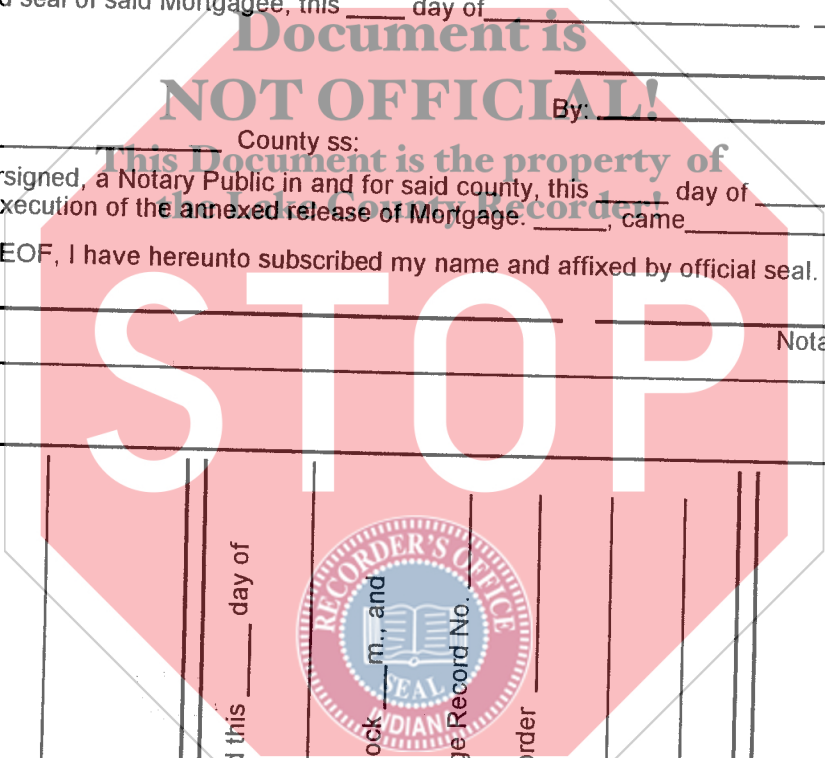 seal of said Mortgagee, this ____ day of
Document is
NOT OFFICIAL!
By:
County ss:
This Document is the property of
rsigned, a Notary Public in and for said county, this _____ day of
the Lake County Recorder!
xecution of the annexed release of Mortgage. _____, came
EOF, I have hereunto subscribed my name and affixed by official seal.
STOP
Nota
this ____ day of
ock ____m., and
ge Record No.
order
RECORDER'S OFFICE
SEAL
INDIANA